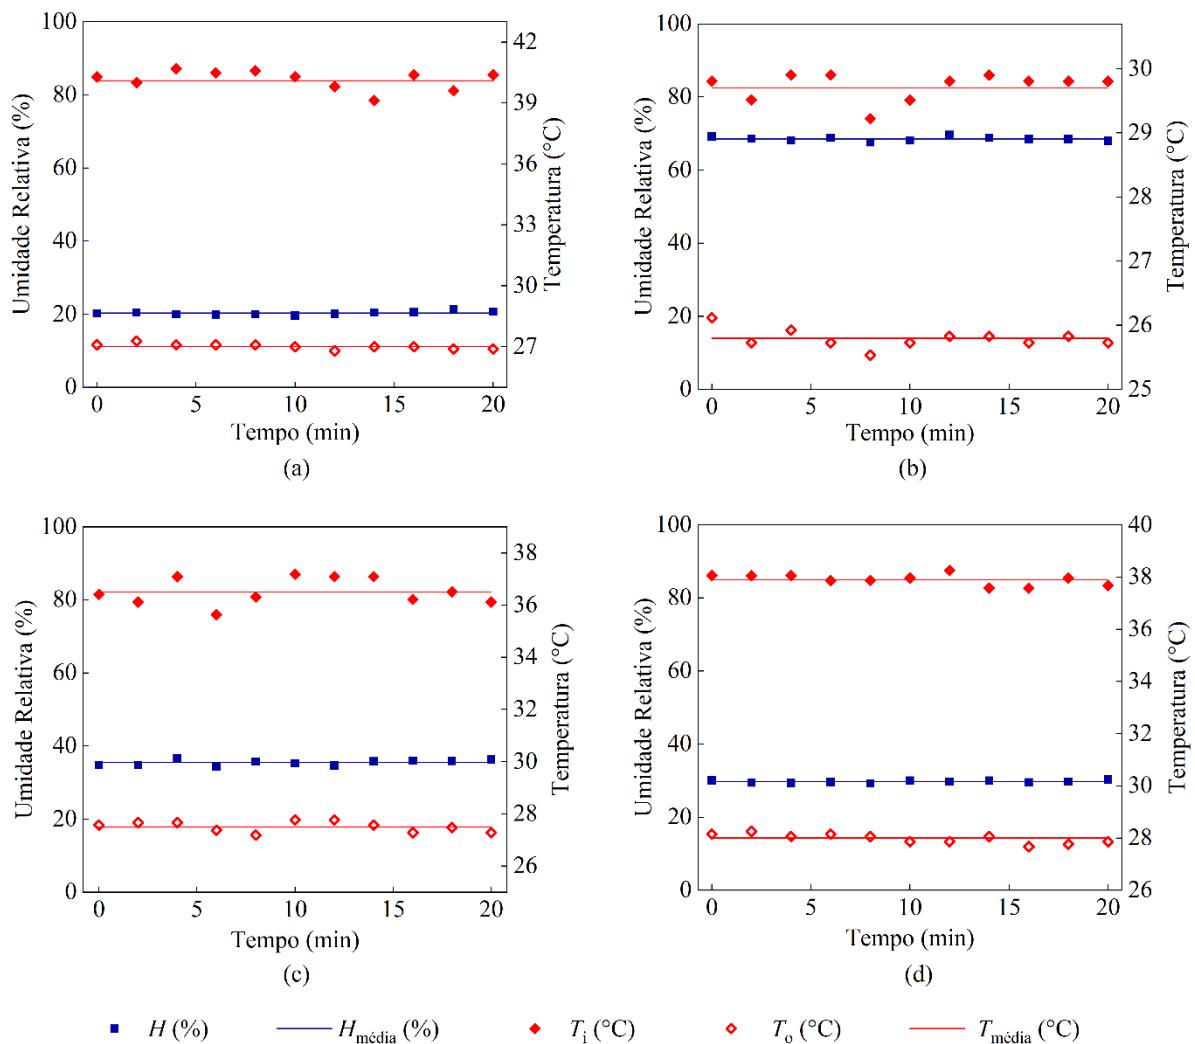 100
80
60
40
20
0
Umidade Relativa (%)
42
39
36
33
30
27
Temperatura (°C)
0 5 10 15 20
Tempo (min)
(a)
100
80
60
40
20
0
Umidade Relativa (%)
30
29
28
27
26
25
Temperatura (°C)
0 5 10 15 20
Tempo (min)
(b)
100
80
60
40
20
0
Umidade Relativa (%)
38
36
34
32
30
28
26
Temperatura (°C)
0 5 10 15 20
Tempo (min)
(c)
100
80
60
40
20
0
Umidade Relativa (%)
40
38
36
34
32
30
28
26
Temperatura (°C)
0 5 10 15 20
Tempo (min)
(d)
H (%) Hmédia (%) Ti (°C) To (°C) Tmédia (°C)